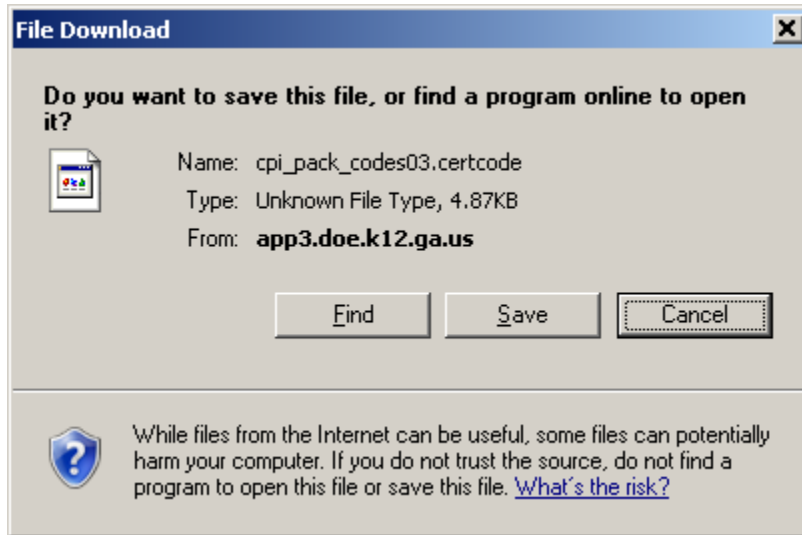 File Download
Do you want to save this file, or find a program online to open
it?
Name: cpi_pack_codes03.certcode
Type: Unknown File Type, 4.87KB
From: app3.doe.k12.ga.us
Find Save Cancel
While files from the Internet can be useful, some files can potentially
harm your computer. If you do not trust the source, do not find a
program to open this file or save this file. What's the risk?